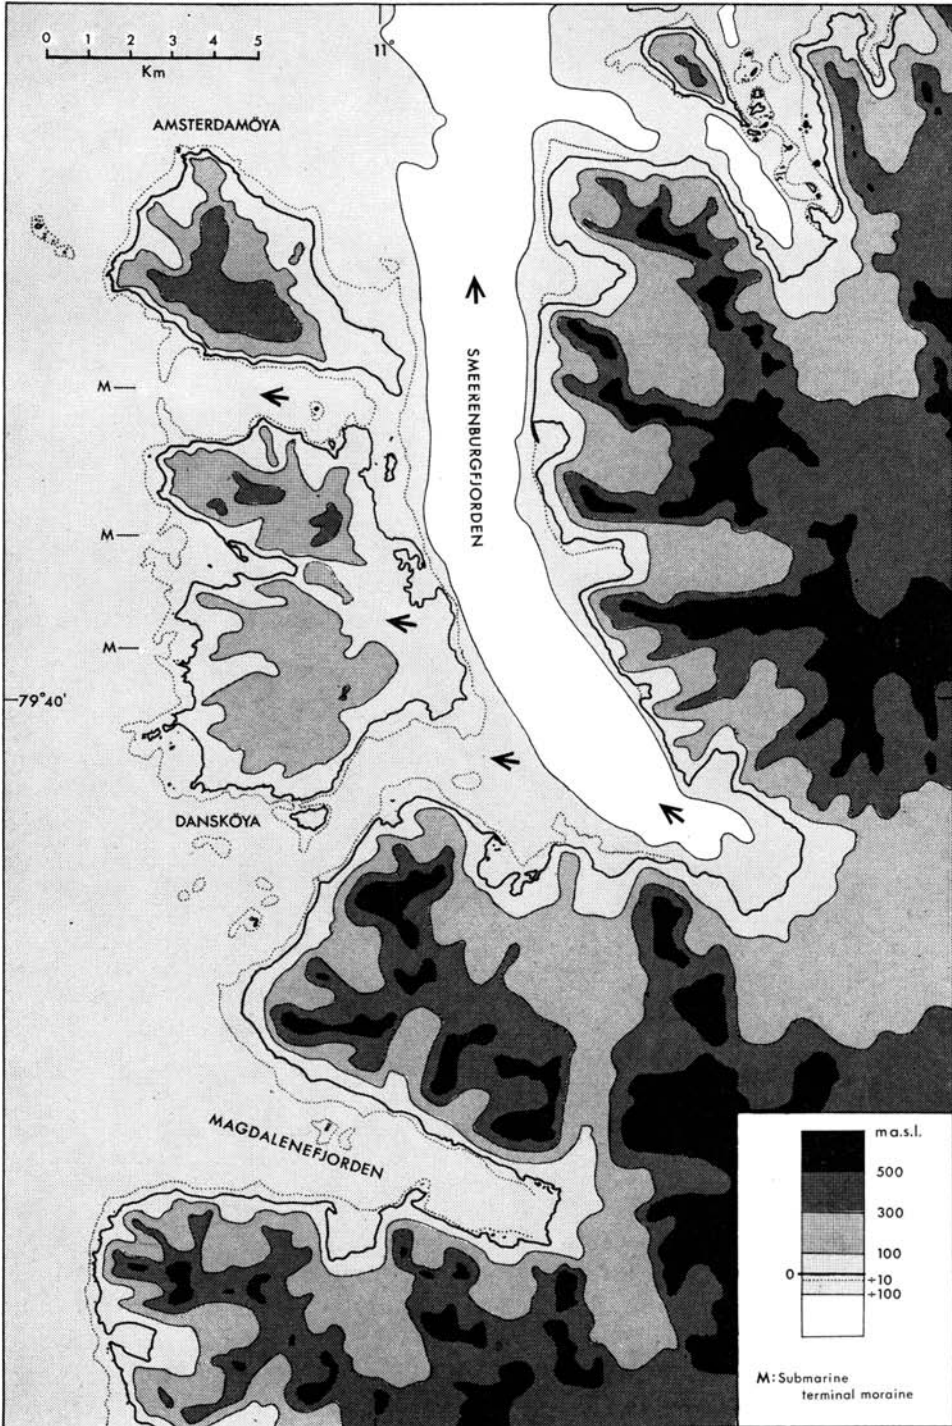 0 1 2 3 4 5
Km
11°
AMSTERDAMÖYA
M
SMEERENBURGFJORDEN
M
M
79°40'
DANSKÖYA
MAGDALENEFJORDEN
m a.s.l.
500
300
100
0
÷10
÷100
M: Submarine
terminal moraine